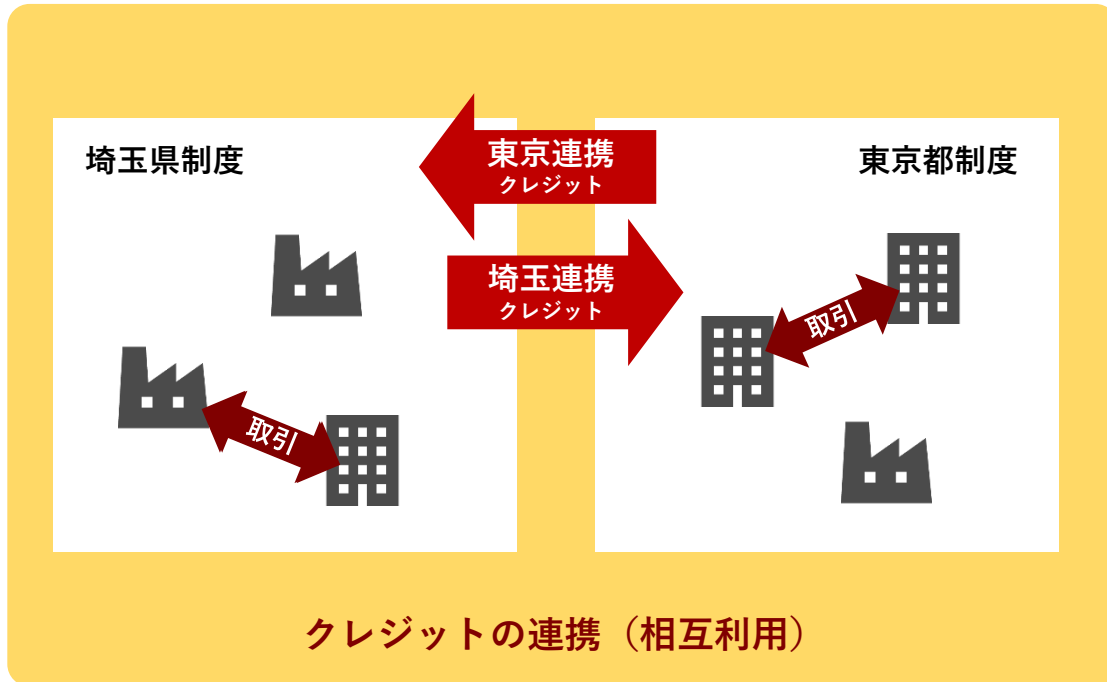 埼玉県制度
東京連携
クレジット
東京都制度
埼玉連携
クレジット
取引
取引
クレジットの連携（相互利用）